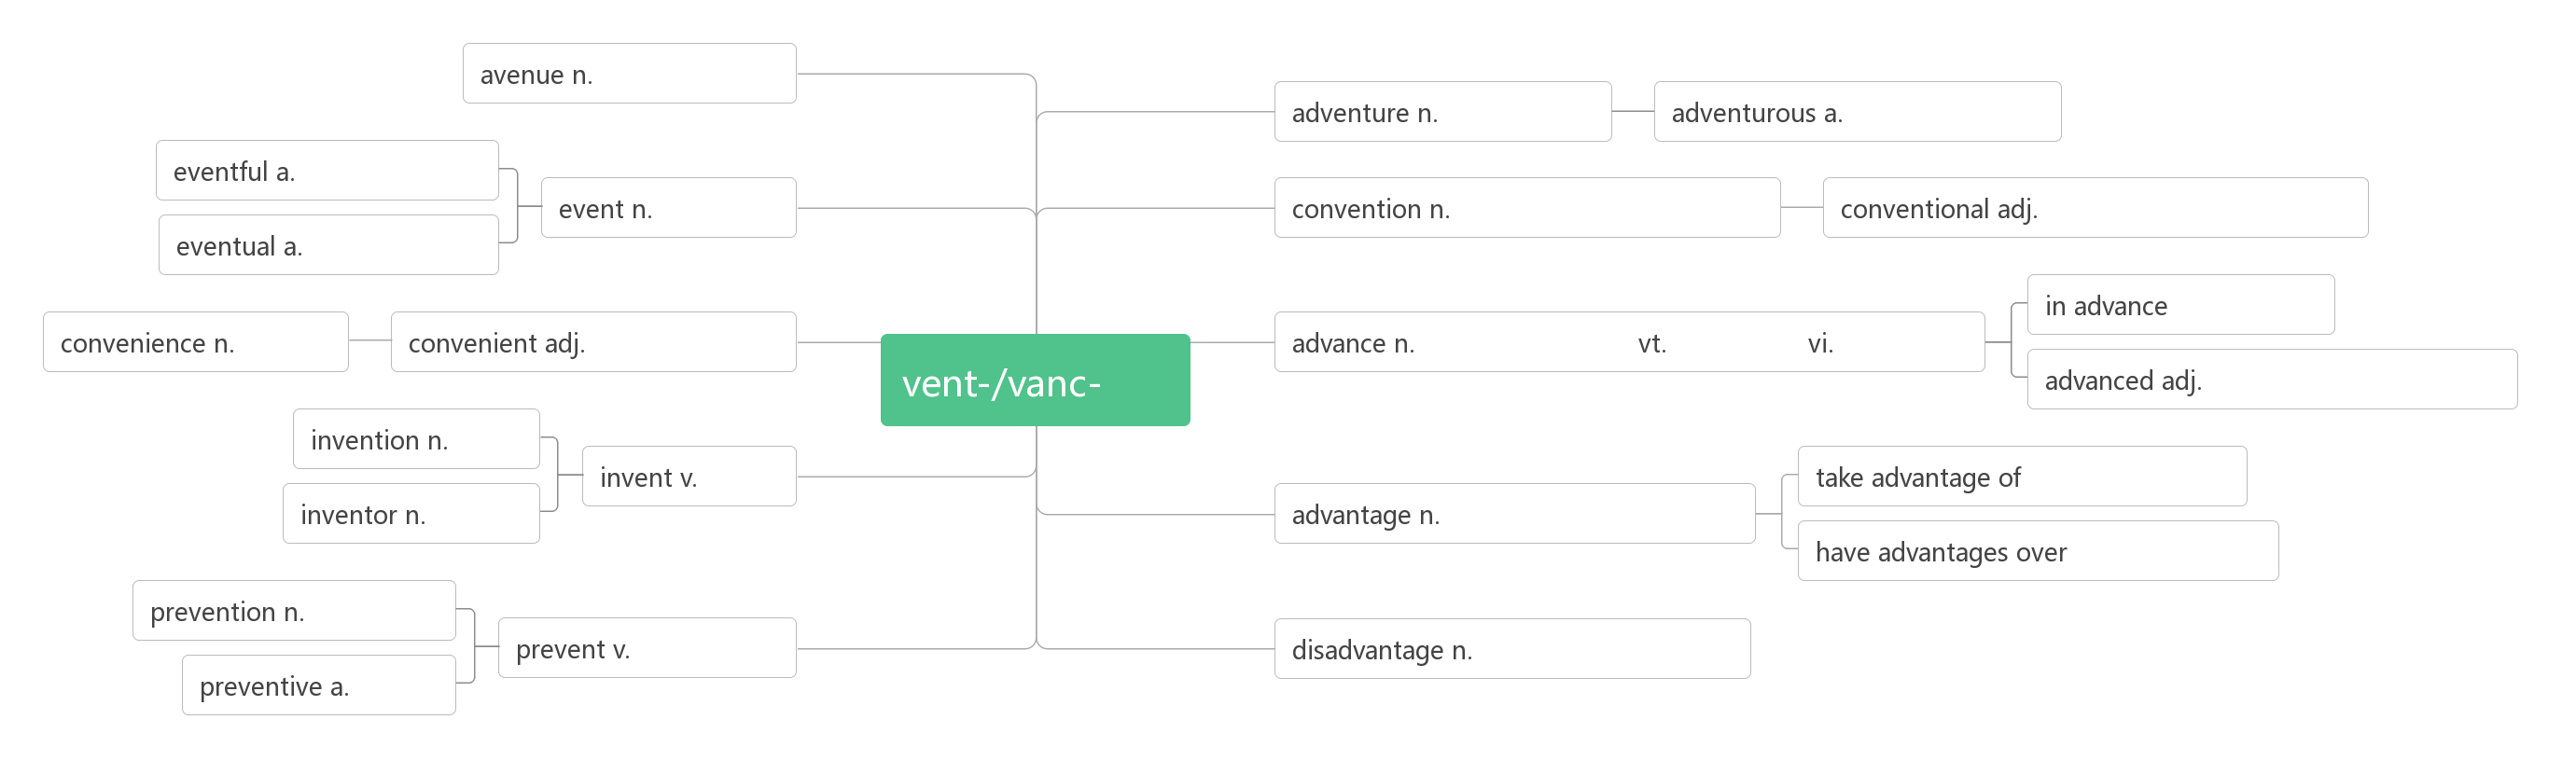 vent-/vanc-
adventure n.
adventurous a.
convention n.
conventional adj.
advance n. vt. vi.
in advance
advanced adj.
advantage n.
take advantage of
have advantages over
disadvantage n.
avenue n.
event n.
eventful a.
eventual a.
convenient adj.
convenience n.
invent v.
invention n.
inventor n.
prevent v.
prevention n.
preventive a.